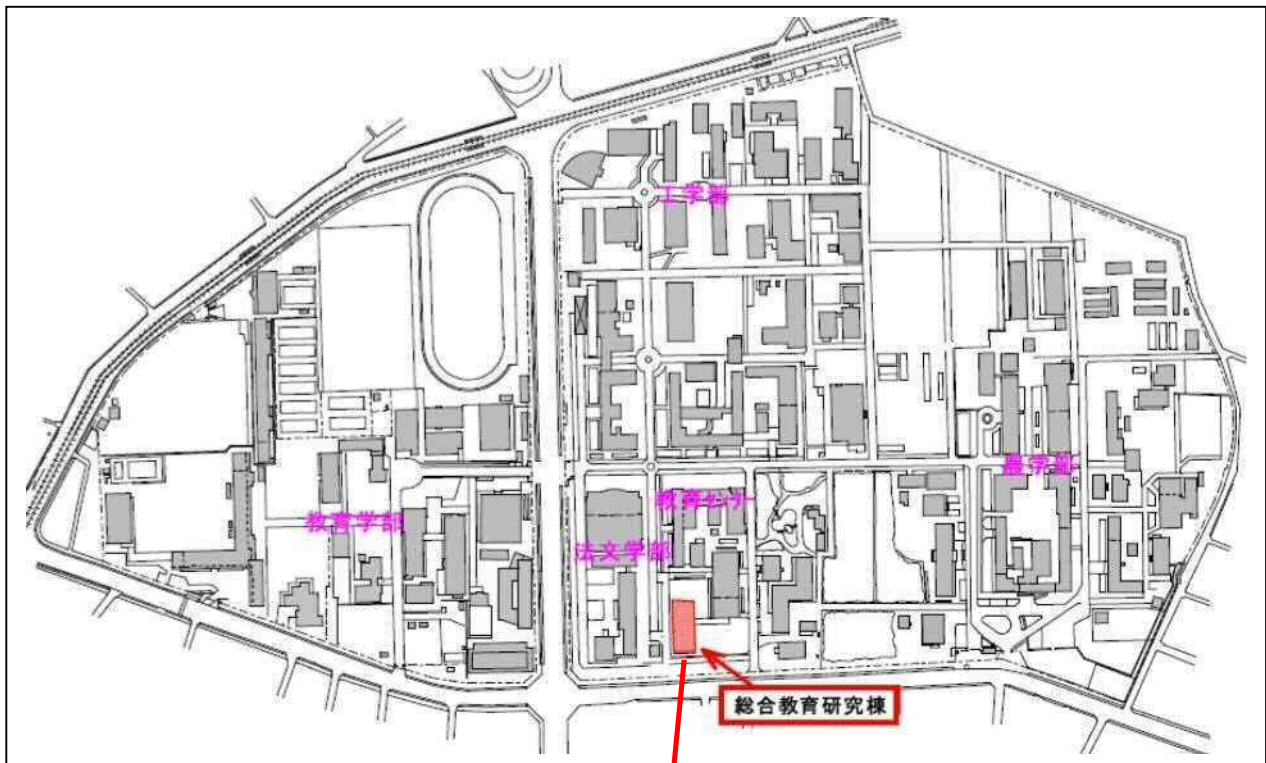 工学部
農学部
教育センター
教育学部
法文学部
総合教育研究棟